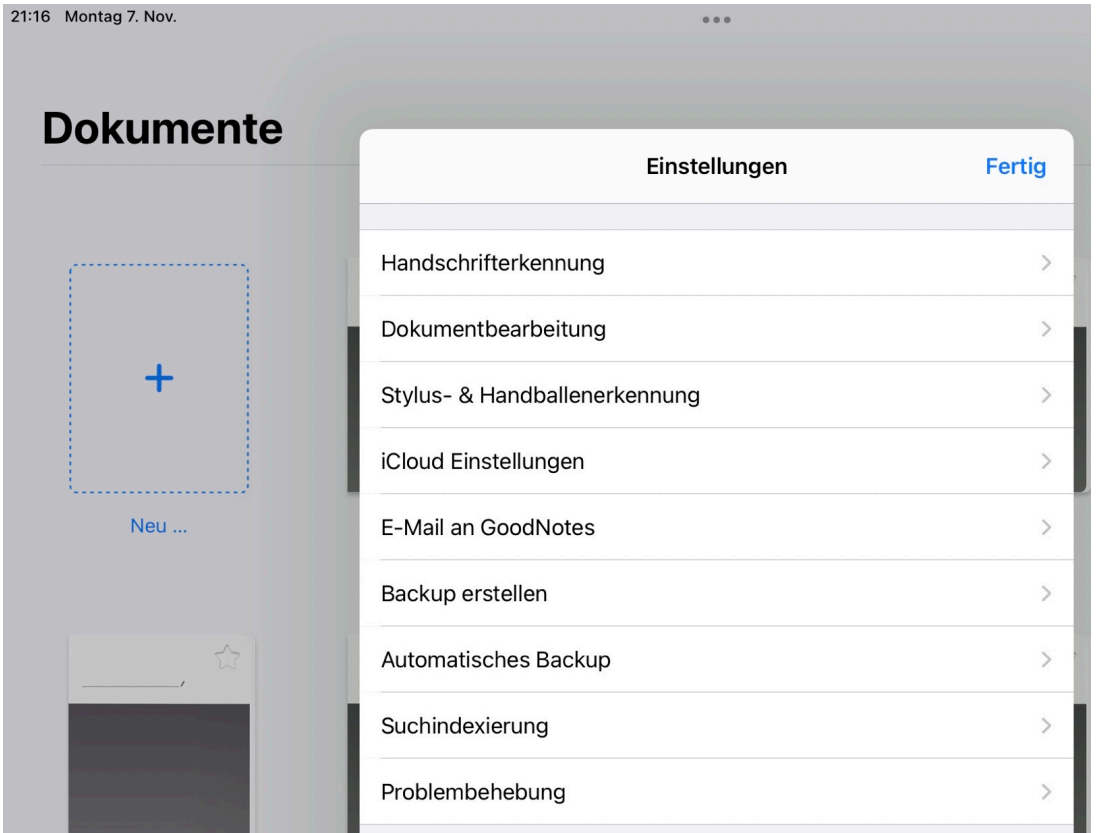 21:16 Montag 7. Nov.
Dokumente
Einstellungen
Fertig
Handschrifterkennung
Dokumentbearbeitung
Stylus- & Handballenerkennung
iCloud Einstellungen
E-Mail an GoodNotes
Backup erstellen
Automatisches Backup
Suchindexierung
Problembehebung
Neu ...